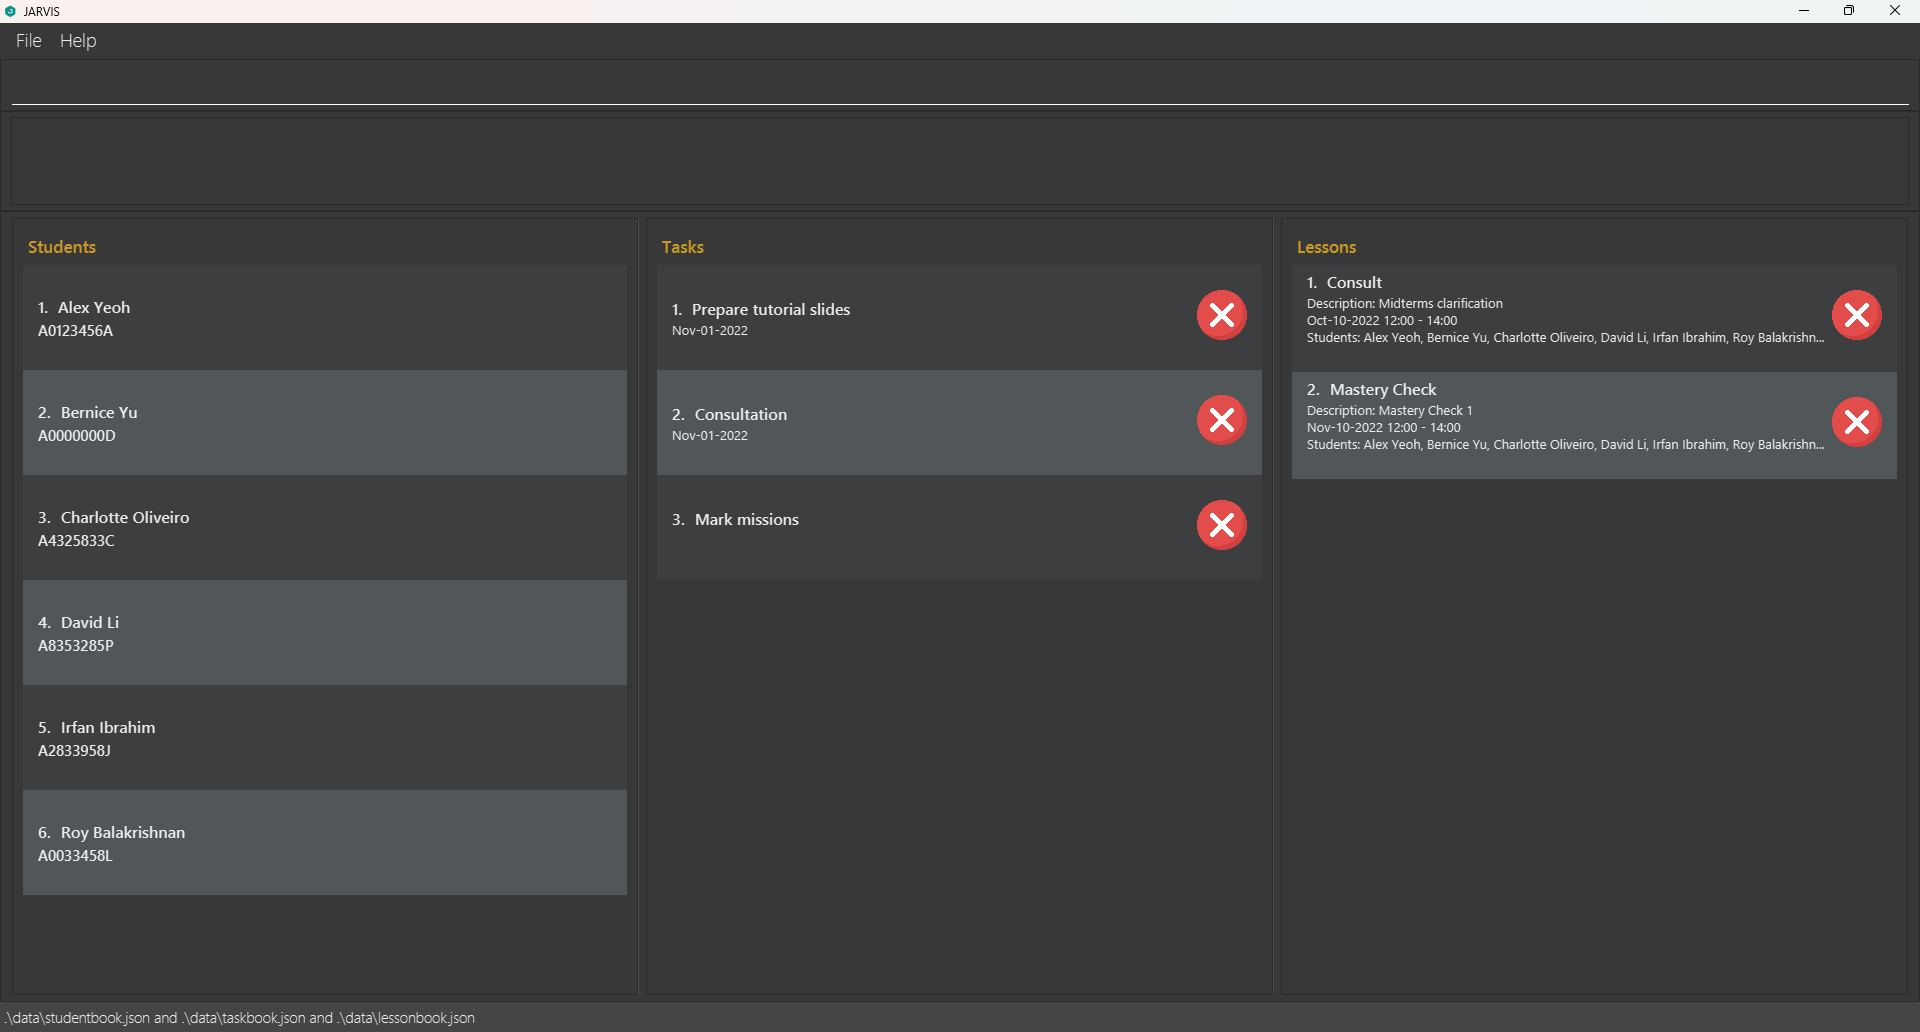 JARVIS
File Help
Students
1. Alex Yeoh
A0123456A
2. Bernice Yu
A0000000D
3. Charlotte Oliveiro
A4325833C
4. David Li
A8353285P
5. Irfan Ibrahim
A2833958J
6. Roy Balakrishnan
A0033458L
Tasks
1. Prepare tutorial slides
Nov-01-2022
2. Consultation
Nov-01-2022
3. Mark missions
Lessons
1. Consult
Description: Midterms clarification
Oct-10-2022 12:00 - 14:00
Students: Alex Yeoh, Bernice Yu, Charlotte Oliveiro, David Li, Irfan Ibrahim, Roy Balakrishn...
2. Mastery Check
Description: Mastery Check 1
Nov-10-2022 12:00 - 14:00
Students: Alex Yeoh, Bernice Yu, Charlotte Oliveiro, David Li, Irfan Ibrahim, Roy Balakrishn...
.\data\studentbook.json and .\data\taskbook.json and .\data\lessonbook.json